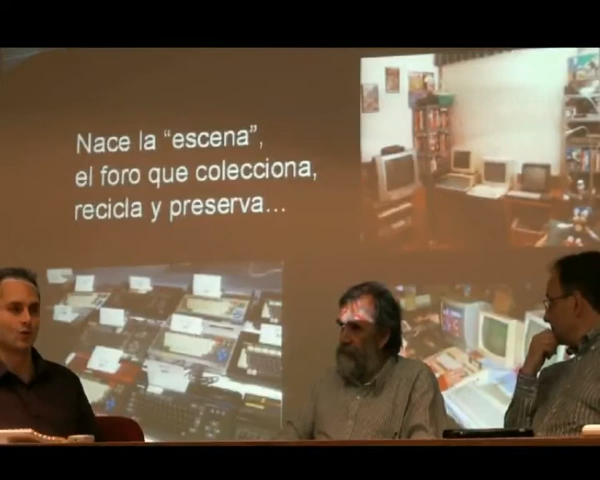 Nace la “escena”,
el foro que colecciona,
recicla y preserva...